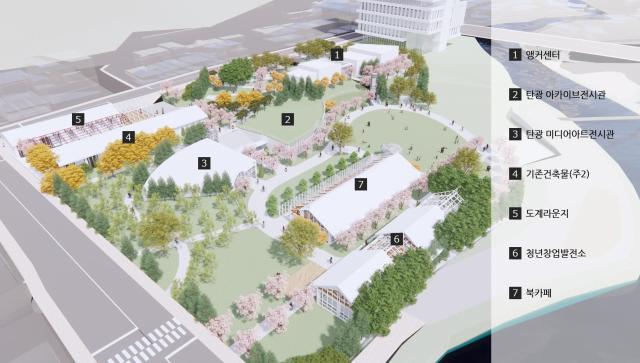 1 앵커센터
2 탄광 아카이브전시관
3 탄광 미디어아트전시관
4 기존건축물(주2)
5 도계라운지
6 청년창업발전소
7 북카페
1
5
4
2
3
7
6